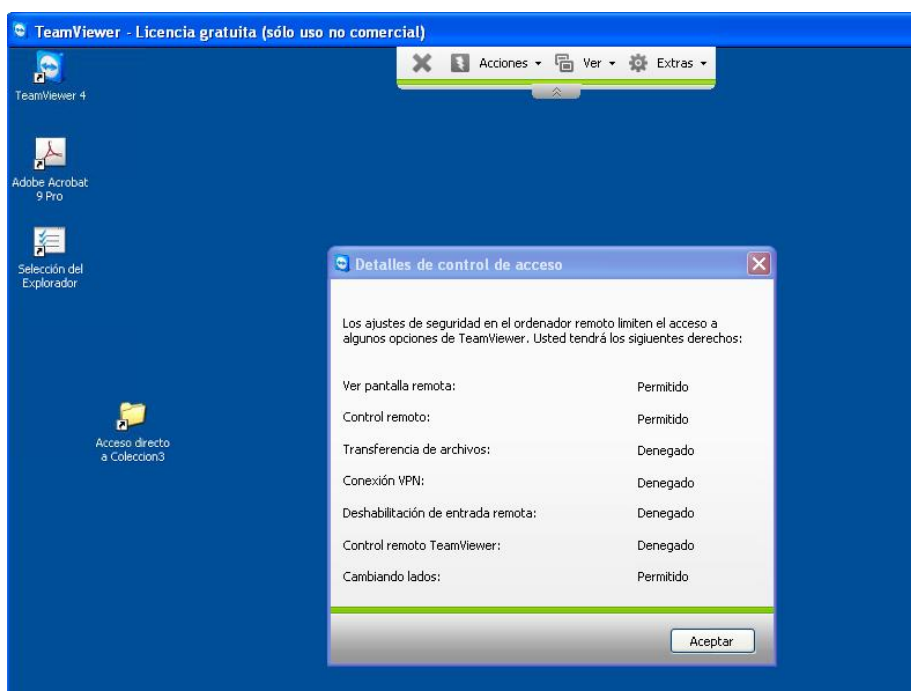 TeamViewer - Licencia gratuita (sólo uso no comercial)
Acciones
Ver
Extras
TeamViewer 4
Adobe Acrobat
9 Pro
Selección del
Explorador
Acceso directo
a Coleccion3
Detalles de control de acceso
Los ajustes de seguridad en el ordenador remoto limiten el acceso a
algunos opciones de TeamViewer. Usted tendrá los sigiuentes derechos:
Ver pantalla remota: Permitido
Control remoto: Permitido
Transferencia de archivos: Denegado
Conexión VPN: Denegado
Deshabilitación de entrada remota: Denegado
Control remoto TeamViewer: Denegado
Cambiando lados: Permitido
Aceptar